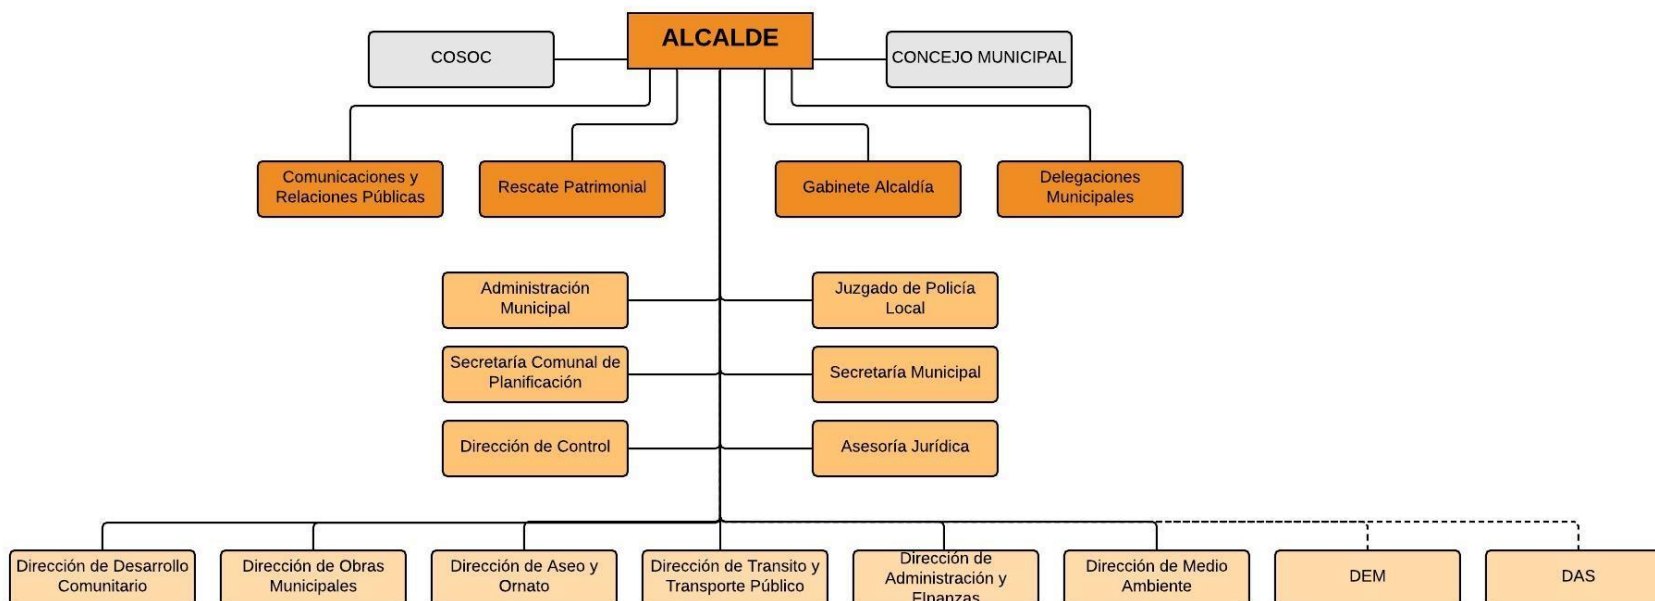 ALCALDE
COSOC
CONCEJO MUNICIPAL
Comunicaciones y
Relaciones Públicas
Rescate Patrimonial
Gabinete Alcaldía
Delegaciones
Municipales
Administración
Municipal
Juzgado de Policía
Local
Secretaría Comunal de
Planificación
Secretaría Municipal
Dirección de Control
Asesoría Jurídica
Dirección de Desarrollo
Comunitario
Dirección de Obras
Municipales
Dirección de Aseo y
Ornato
Dirección de Transito y
Transporte Público
Dirección de
Administración y
FInanzas
Dirección de Medio
Ambiente
DEM
DAS